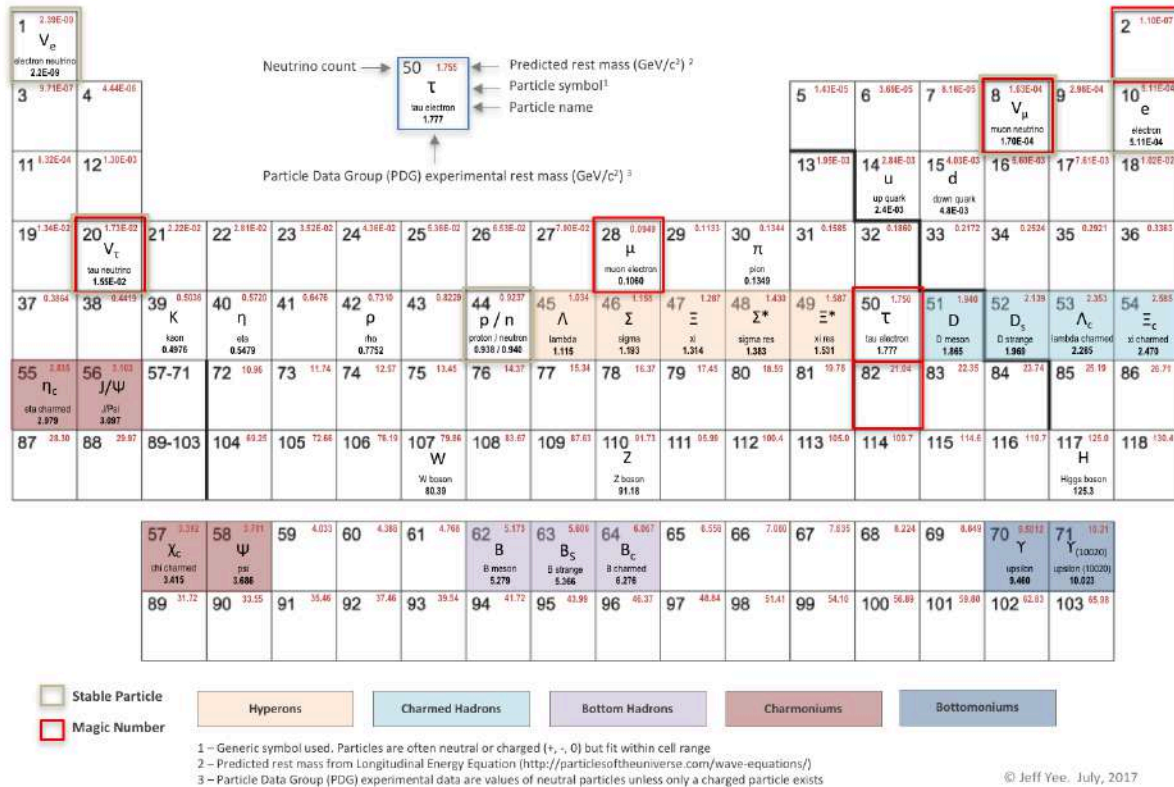 1 2.39E-09
Ve
electron neutrino
2.2E-09
2 1.10E-07
Neutrino count
50 1.755
τ
tau electron
1.777
Predicted rest mass (GeV/c²) ²
Particle symbol¹
Particle name
Particle Data Group (PDG) experimental rest mass (GeV/c²) ³
3 9.71E-07
4 4.44E-06
5 1.43E-05
6 3.68E-05
7 8.16E-05
8 1.63E-04
Vμ
muon neutrino
1.70E-04
9 2.98E-04
10 5.11E-04
e
electron
5.11E-04
11 8.32E-04
12 1.30E-03
13 1.95E-03
14 2.84E-03
u
up quark
2.4E-03
15 4.03E-03
d
down quark
4.8E-03
16 5.60E-03
17 7.61E-03
18 1.02E-02
19 1.34E-02
20 1.73E-02
Vτ
tau neutrino
1.55E-02
21 2.22E-02
22 2.81E-02
23 3.52E-02
24 4.36E-02
25 5.36E-02
26 6.53E-02
27 7.90E-02
28 0.0949
μ
muon electron
0.1060
29 0.1133
30 0.1344
π
pion
0.1349
31 0.1585
32 0.1860
33 0.2172
34 0.2524
35 0.2921
36 0.3363
37 0.3864
38 0.4419
39 0.5036
K
kaon
0.4976
40 0.5720
η
eta
0.5479
41 0.6476
42 0.7310
ρ
rho
0.7752
43 0.8229
44 0.9237
p / n
proton / neutron
0.938 / 0.940
45 1.034
Λ
lambda
1.115
46 1.155
Σ
sigma
1.193
47 1.287
Ξ
xi
1.314
48 1.430
Σ*
sigma res
1.383
49 1.587
Ξ*
xi res
1.531
50 1.750
τ
tau electron
1.777
51 1.940
D
D meson
1.865
52 2.139
Ds
D strange
1.969
53 2.353
Λc
lambda charmed
2.285
54 2.585
Ξc
xi charmed
2.470
55 2.835
ηc
eta charmed
2.979
56 3.103
J/Ψ
J/Psi
3.097
57-71
72 10.96
73 11.74
74 12.57
75 13.45
76 14.37
77 15.34
78 16.37
79 17.45
80 18.59
81 19.78
82 21.04
83 22.35
84 23.74
85 25.19
86 26.71
87 28.30
88 29.97
89-103
104 69.25
105 72.66
106 76.19
107 79.86
W
W boson
80.39
108 83.67
109 87.63
110 91.73
Z
Z boson
91.18
111 95.99
112 100.4
113 105.0
114 109.7
115 114.6
116 119.7
117 125.0
H
Higgs boson
125.3
118 130.4
57 3.392
χc
chi charmed
3.415
58 3.701
Ψ
psi
3.686
59 4.033
60 4.388
61 4.768
62 5.173
B
B meson
5.279
63 5.606
Bs
B strange
5.366
64 6.067
Bc
B charmed
6.276
65 6.556
66 7.080
67 7.635
68 8.224
69 8.849
70 9.5012
ϒ
upsilon
9.460
71 10.21
ϒ(10020)
upsilon (10020)
10.023
89 31.72
90 33.55
91 35.46
92 37.46
93 39.54
94 41.72
95 43.99
96 46.37
97 48.84
98 51.41
99 54.10
100 56.89
101 59.80
102 62.83
103 65.98
Stable Particle
Magic Number
Hyperons
Charmed Hadrons
Bottom Hadrons
Charmoniums
Bottomoniums
1 – Generic symbol used. Particles are often neutral or charged (+, -, 0) but fit within cell range
2 – Predicted rest mass from Longitudinal Energy Equation (http://particlesoftheuniverse.com/wave-equations/)
3 – Particle Data Group (PDG) experimental data are values of neutral particles unless only a charged particle exists
© Jeff Yee. July, 2017